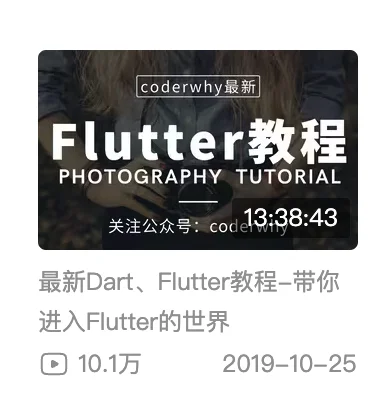 coderwhy最新
Flutter教程
PHOTOGRAPHY TUTORIAL
关注公众号：coderwhy
13:38:43
最新Dart、Flutter教程-带你
进入Flutter的世界
10.1万
2019-10-25